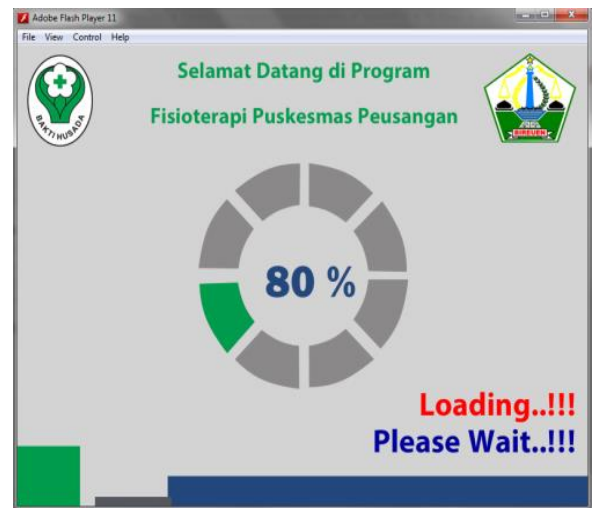 Adobe Flash Player 11
File View Control Help
Selamat Datang di Program
Fisioterapi Puskesmas Peusangan
BAKTI HUSADA
BIREUEN
80 %
Loading..!!!
Please Wait..!!!